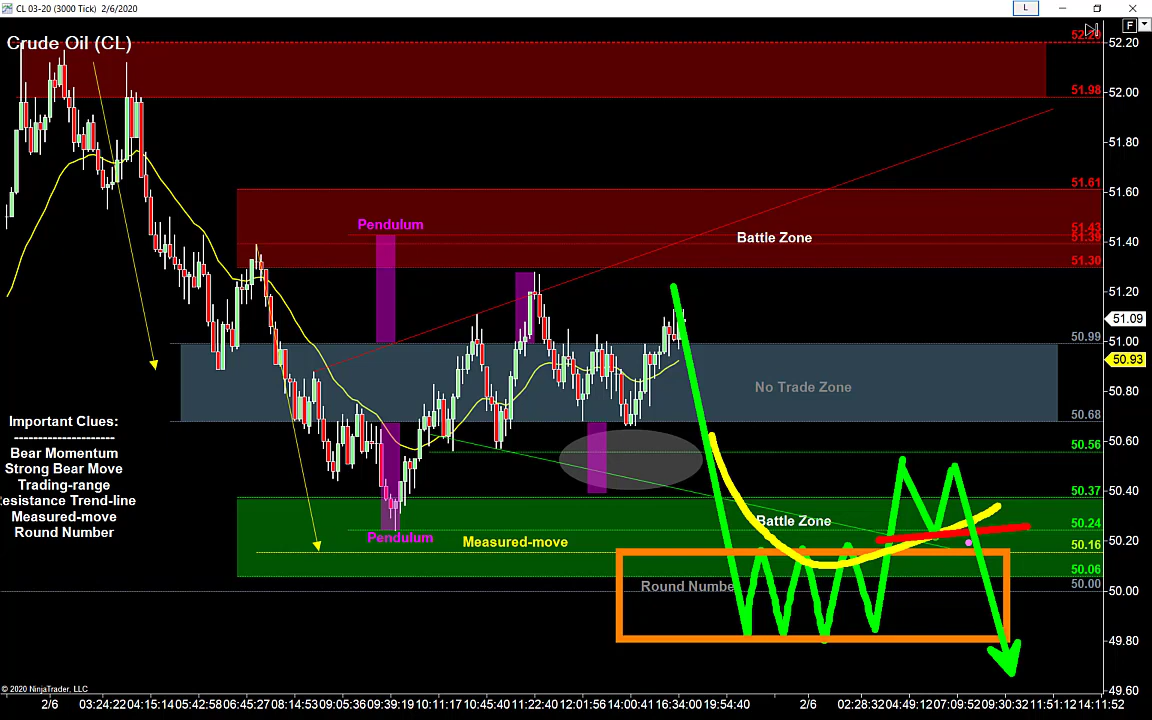 CL 03-20 (3000 Tick) 2/6/2020
L
F
Crude Oil (CL)
52.20
52.20
52.00
51.98
51.80
51.61
51.60
Pendulum
51.43
51.39
Battle Zone
51.40
51.30
51.20
51.09
50.99
51.00
50.93
No Trade Zone
50.80
50.68
Important Clues:
----------------------
Bear Momentum
Strong Bear Move
Trading-range
esistance Trend-line
Measured-move
Round Number
50.60
50.56
50.37
50.40
Battle Zone
50.24
Pendulum
Measured-move
50.16
50.20
50.06
Round Numbe
50.00
50.00
49.80
49.60
© 2020 NinjaTrader, LLC
2/6 03:24:22 04:15:14 06:45:27 08:14:53 09:05:36 09:39:19 10:11:17 10:45:40 11:22:40 12:01:56 14:00:41 16:34:00 19:54:40 2/6 02:28:32 04:49:12 07:09:52 09:30:32 11:51:12 14:11:52